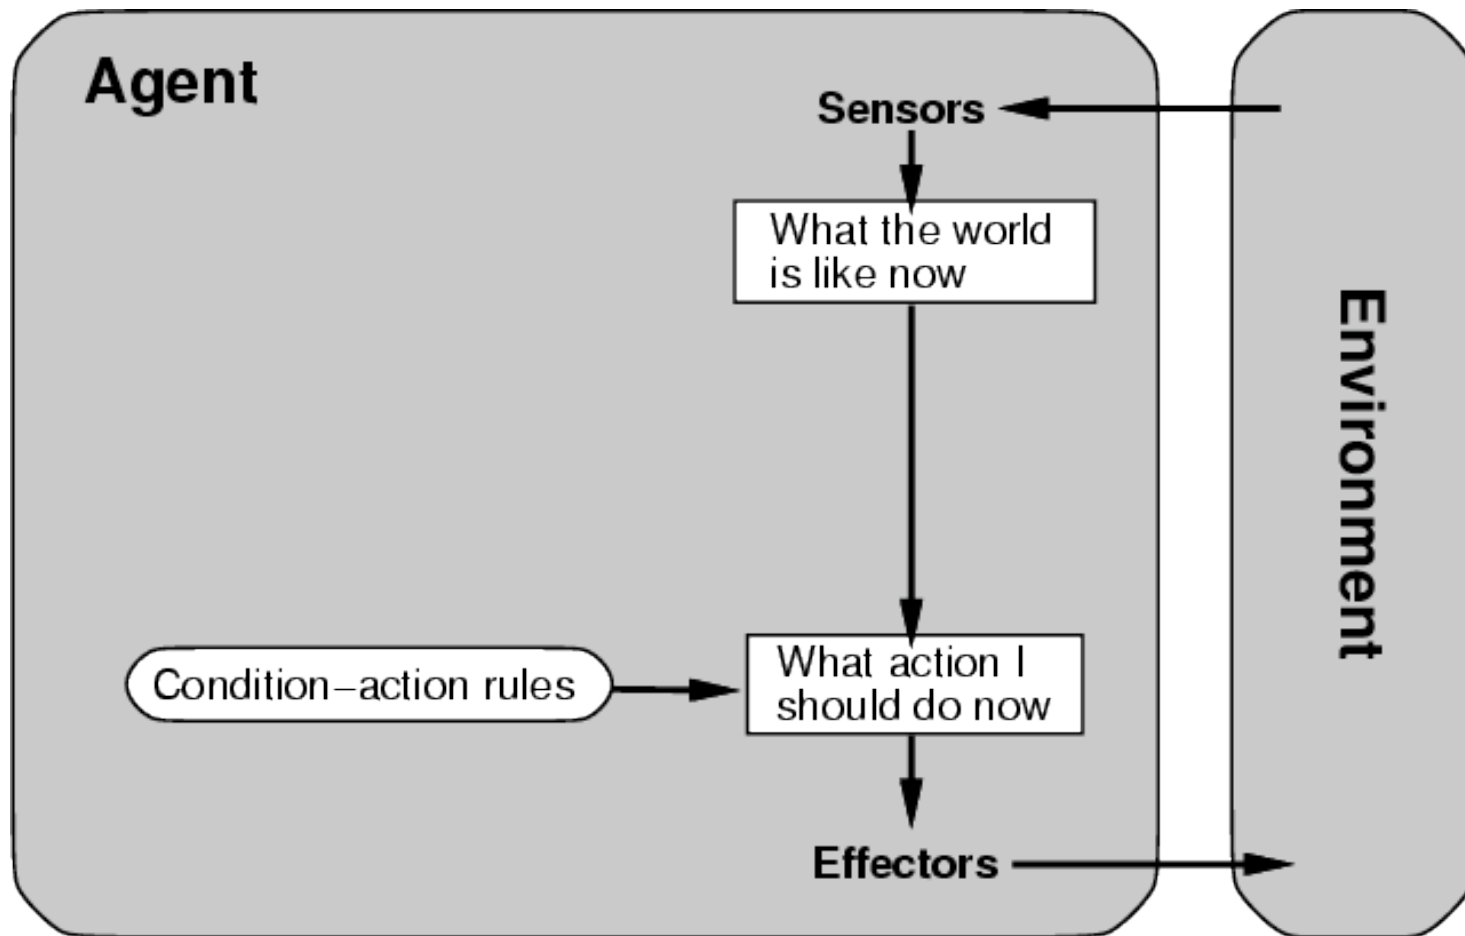 Agent
Sensors
What the world
is like now
Environment
Condition–action rules
What action I
should do now
Effectors